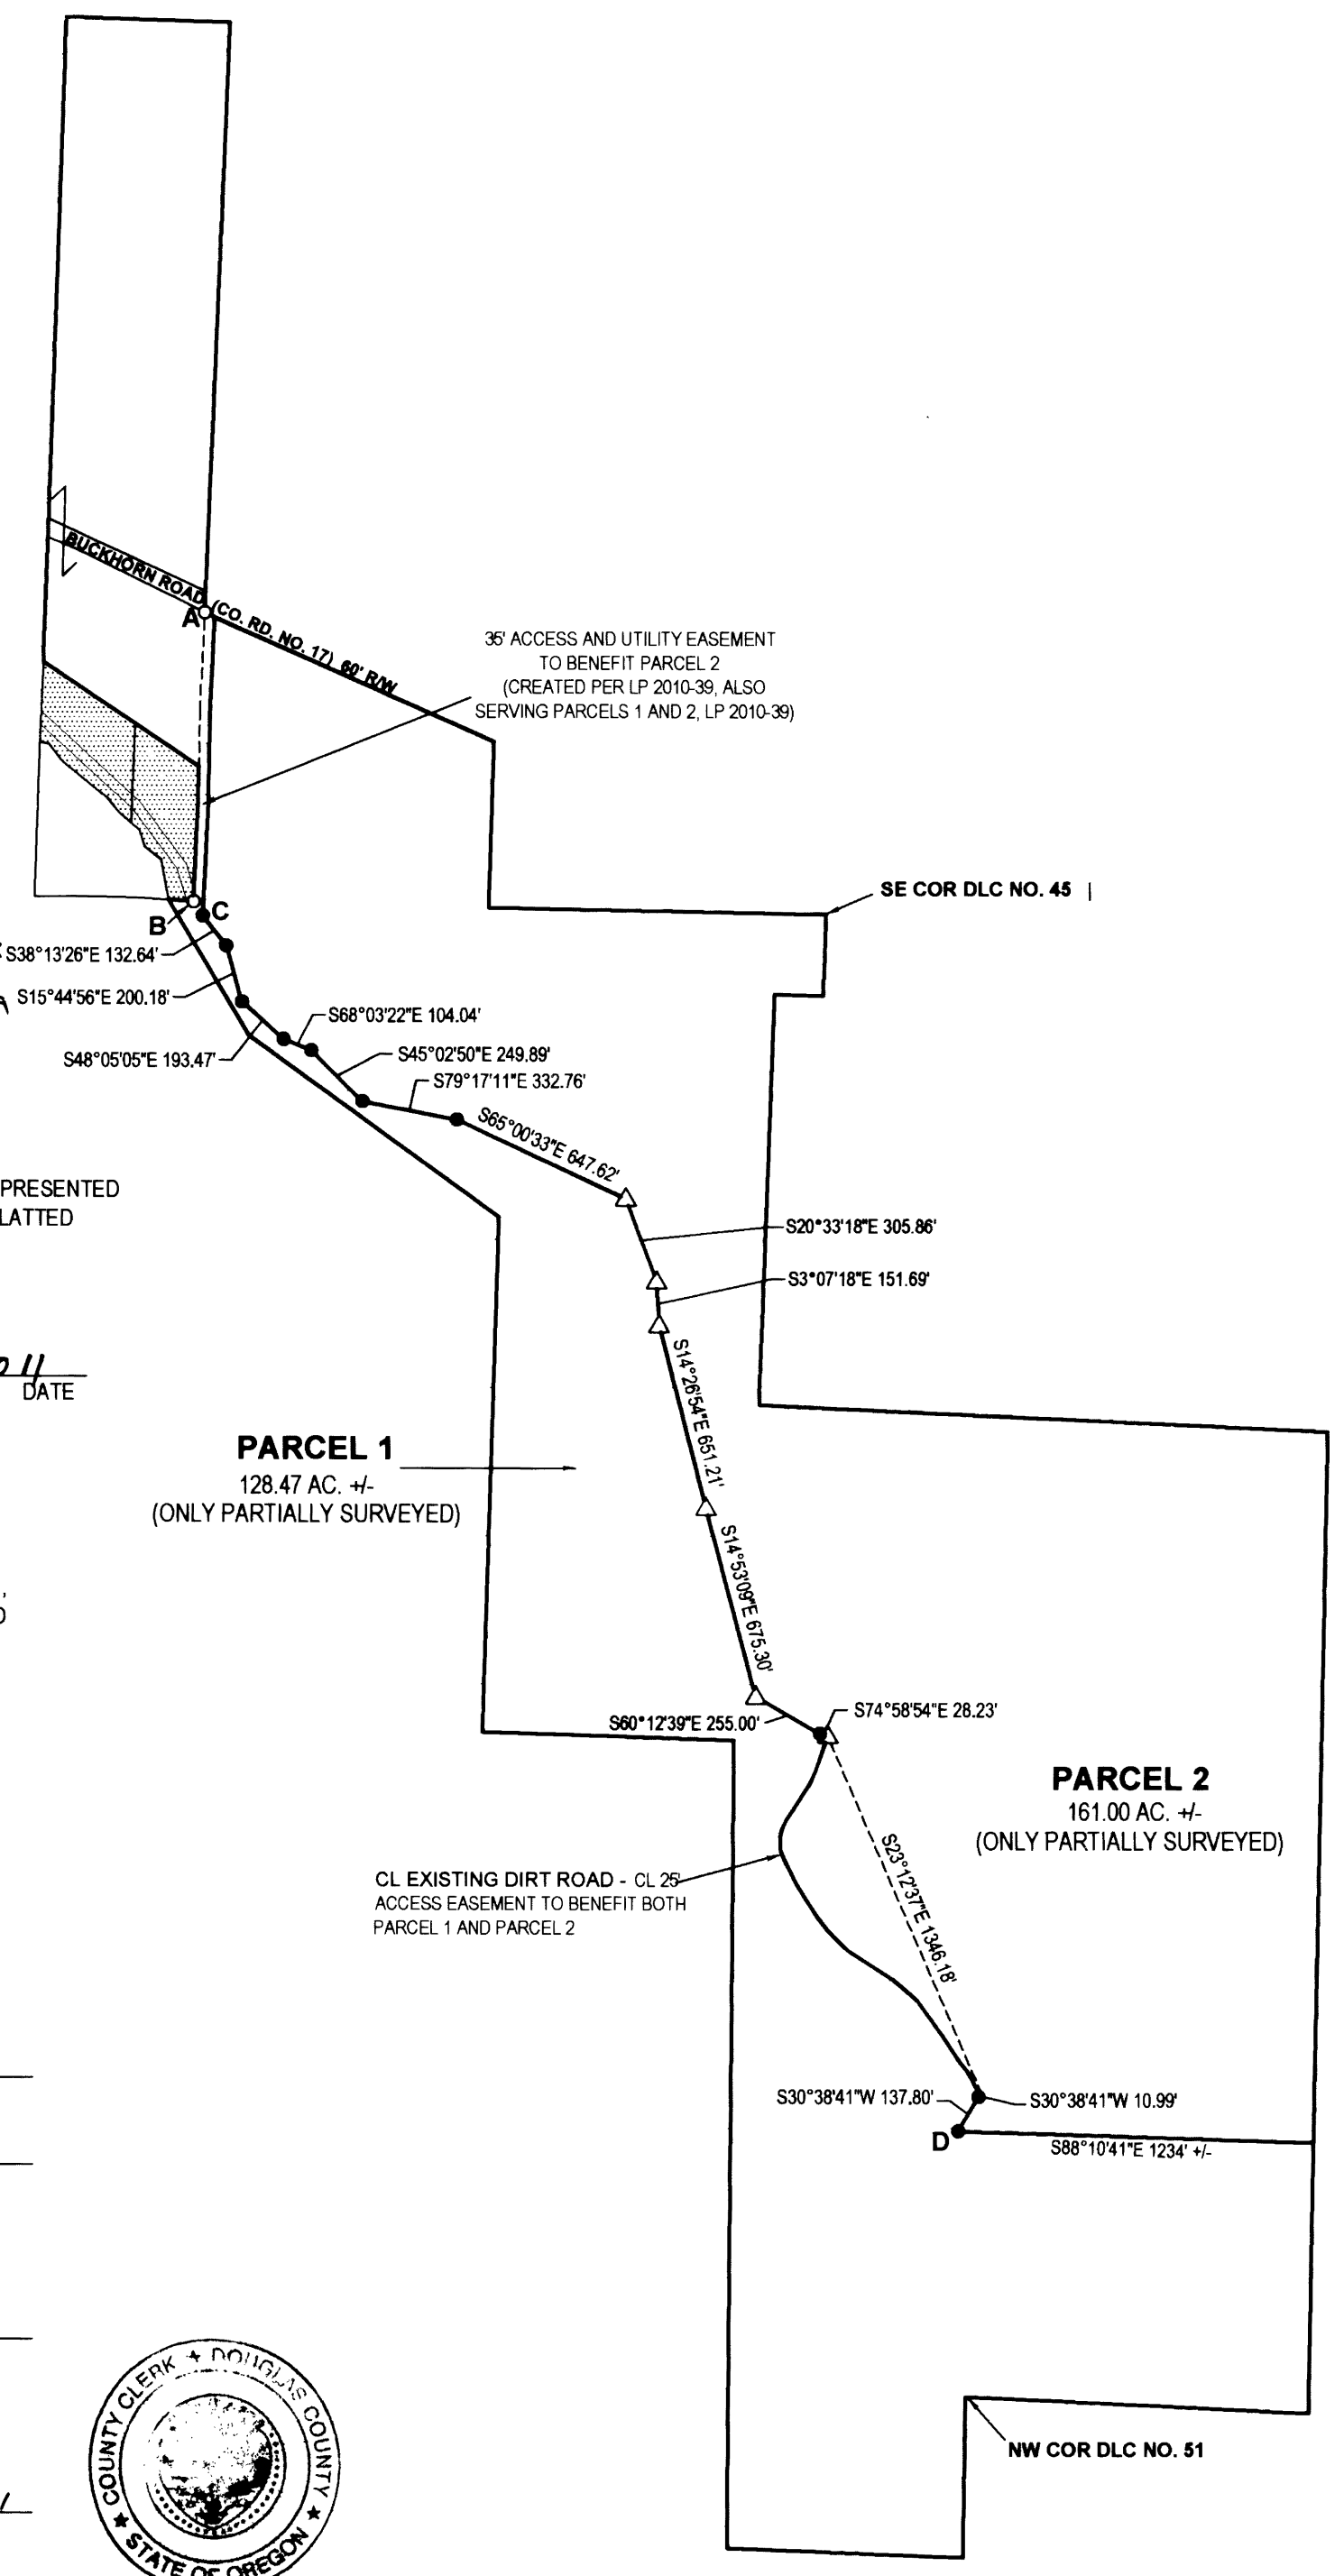 BUCKHORN ROAD (CO. RD. NO. 17) 60' R/W
A
35' ACCESS AND UTILITY EASEMENT
TO BENEFIT PARCEL 2
(CREATED PER LP 2010-39, ALSO
SERVING PARCELS 1 AND 2, LP 2010-39)
SE COR DLC NO. 45
B
C
S38°13'26"E 132.64'
S15°44'56"E 200.18'
S68°03'22"E 104.04'
S48°05'05"E 193.47'
S45°02'50"E 249.89'
S79°17'11"E 332.76'
S65°00'33"E 647.62'
PRESENTED
LATTED
S20°33'18"E 305.86'
S3°07'18"E 151.69'
S14°26'54"E 651.21'
11
DATE
PARCEL 1
128.47 AC. +/-
(ONLY PARTIALLY SURVEYED)
S14°53'09"E 675.30'
S60°12'39"E 255.00'
S74°58'54"E 28.23'
PARCEL 2
161.00 AC. +/-
(ONLY PARTIALLY SURVEYED)
S23°12'37"E 1346.18'
CL EXISTING DIRT ROAD - CL 25'
ACCESS EASEMENT TO BENEFIT BOTH
PARCEL 1 AND PARCEL 2
S30°38'41"W 137.80'
S30°38'41"W 10.99'
D
S88°10'41"E 1234' +/-
NW COR DLC NO. 51
COUNTY CLERK ★ DOUGLAS COUNTY ★ STATE OF OREGON ★